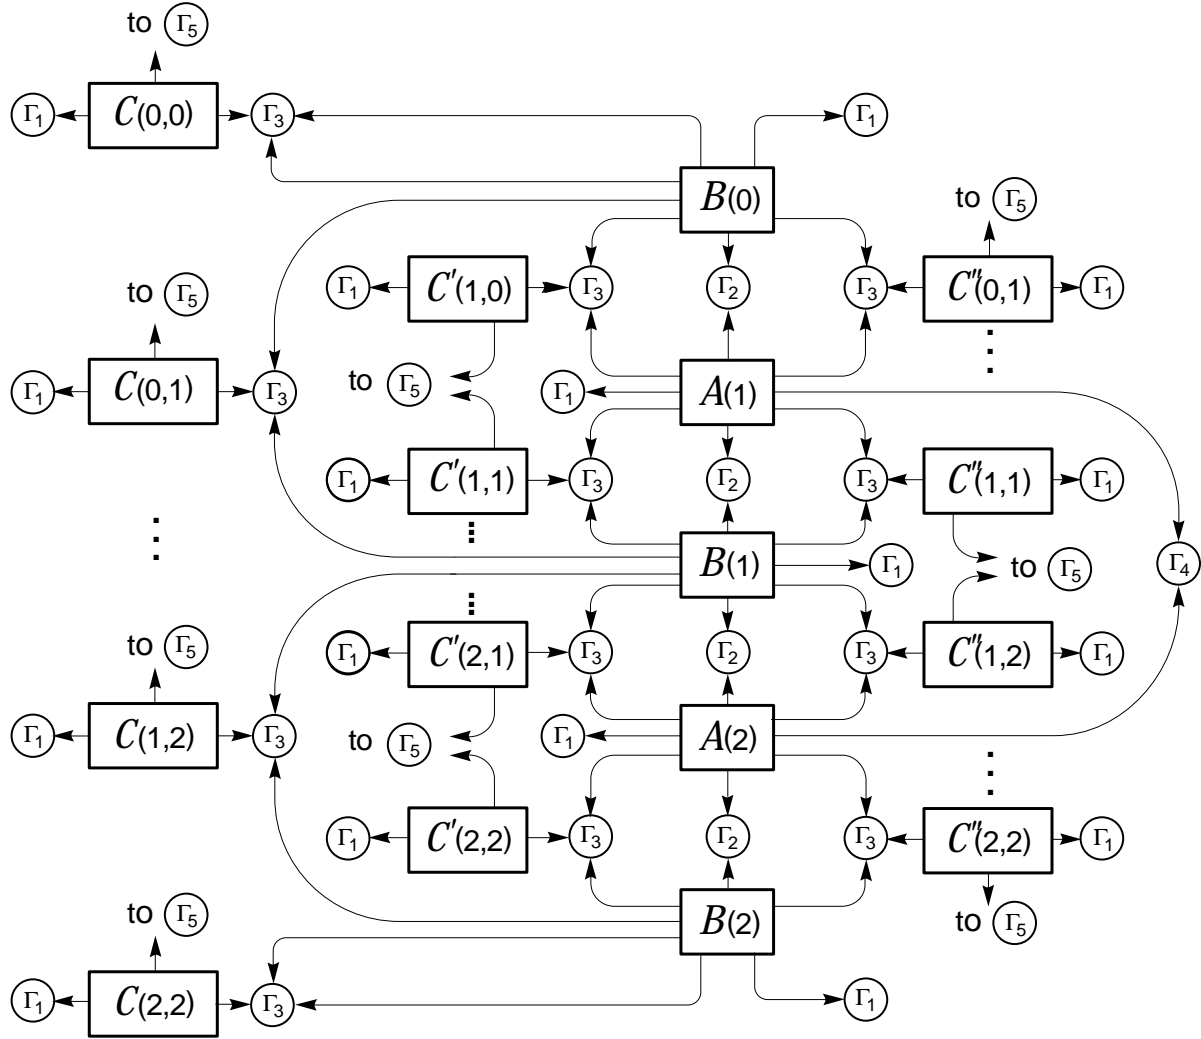 to Γ5
Γ1 C(0,0) Γ3 Γ1
B(0) to Γ5
to Γ5 Γ1 C′(1,0) Γ3 Γ2 Γ3 C″(0,1) Γ1
⋮
to Γ5
Γ1 C(0,1) Γ3 Γ1 A(1)
Γ1 C′(1,1) Γ3 Γ2 Γ3 C″(1,1) Γ1
⋮ ⋮
B(1) Γ1 to Γ5 Γ4
⋮
to Γ5 Γ1 C′(2,1) Γ3 Γ2 Γ3 C″(1,2) Γ1
Γ1 C(1,2) Γ3 to Γ5 Γ1 A(2)
⋮
Γ1 C′(2,2) Γ3 Γ2 Γ3 C″(2,2) Γ1
to Γ5 B(2) to Γ5
Γ1 C(2,2) Γ3 Γ1